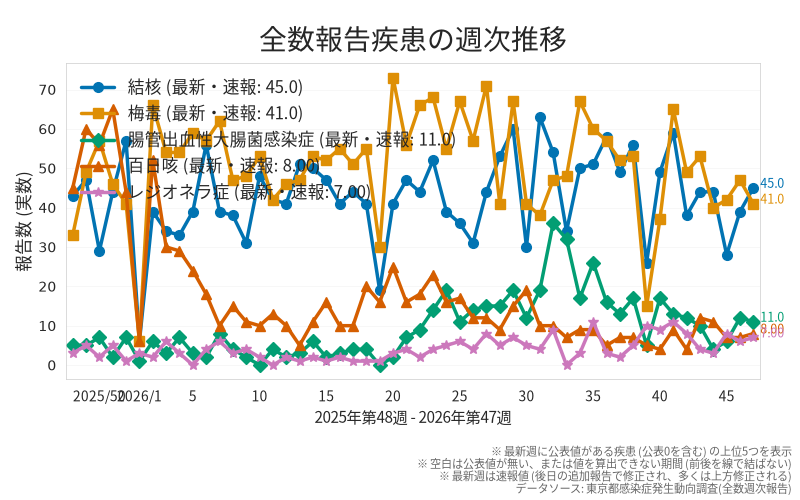 全数報告疾患の週次推移
結核 (最新・速報: 45.0)
梅毒 (最新・速報: 41.0)
腸管出血性大腸菌感染症 (最新・速報: 11.0)
百日咳 (最新・速報: 8.00)
レジオネラ症 (最新・速報: 7.00)
報告数 (実数)
70
60
50
40
30
20
10
0
45.0
41.0
11.0
8.00
7.00
2025/50
2026/1
5
10
15
20
25
30
35
40
45
2025年第48週 - 2026年第47週
※ 最新週に公表値がある疾患 (公表0を含む) の上位5つを表示
※ 空白は公表値が無い、または値を算出できない期間 (前後を線で結ばない)
※ 最新週は速報値 (後日の追加報告で修正され、多くは上方修正される)
データソース: 東京都感染症発生動向調査(全数週次報告)